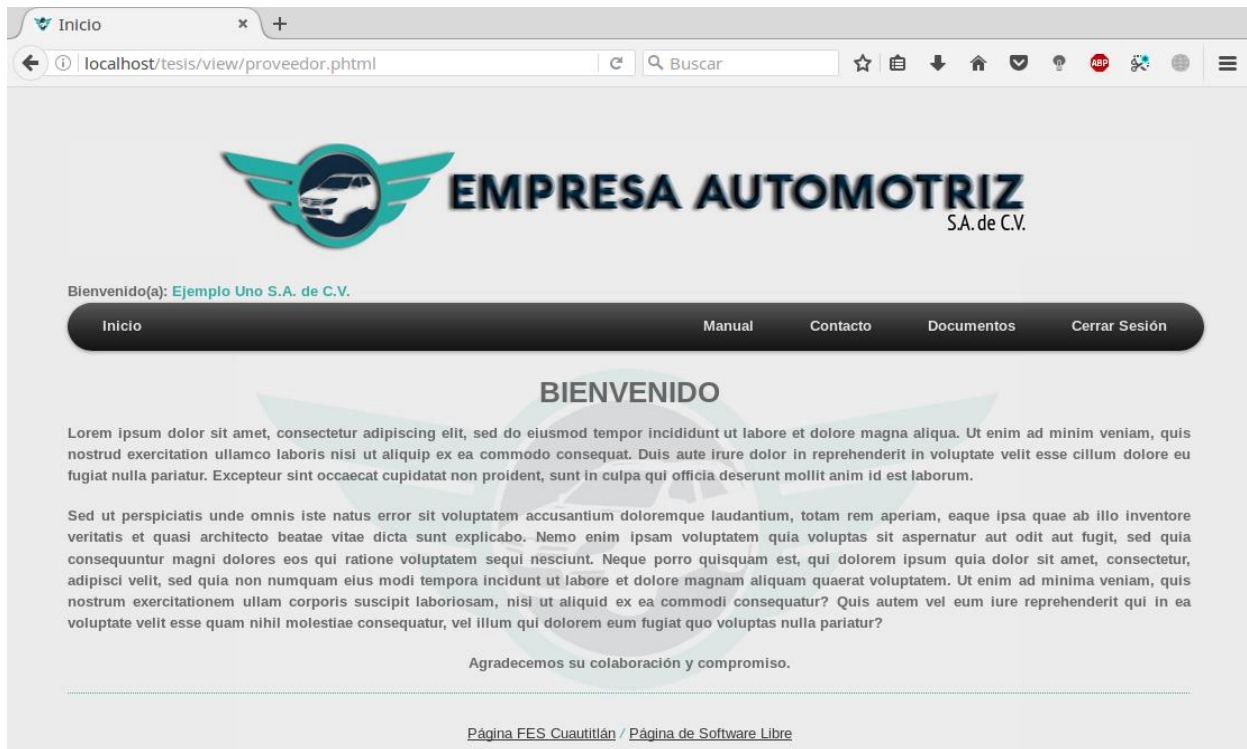 Inicio
localhost/tesis/view/proveedor.phtml
Buscar
ABP
EMPRESA AUTOMOTRIZ
S.A. de C.V.
Bienvenido(a): Ejemplo Uno S.A. de C.V.
Inicio Manual Contacto Documentos Cerrar Sesión
BIENVENIDO
Lorem ipsum dolor sit amet, consectetur adipiscing elit, sed do eiusmod tempor incididunt ut labore et dolore magna aliqua. Ut enim ad minim veniam, quis
nostrud exercitation ullamco laboris nisi ut aliquip ex ea commodo consequat. Duis aute irure dolor in reprehenderit in voluptate velit esse cillum dolore eu
fugiat nulla pariatur. Excepteur sint occaecat cupidatat non proident, sunt in culpa qui officia deserunt mollit anim id est laborum.
Sed ut perspiciatis unde omnis iste natus error sit voluptatem accusantium doloremque laudantium, totam rem aperiam, eaque ipsa quae ab illo inventore
veritatis et quasi architecto beatae vitae dicta sunt explicabo. Nemo enim ipsam voluptatem quia voluptas sit aspernatur aut odit aut fugit, sed quia
consequuntur magni dolores eos qui ratione voluptatem sequi nesciunt. Neque porro quisquam est, qui dolorem ipsum quia dolor sit amet, consectetur,
adipisci velit, sed quia non numquam eius modi tempora incidunt ut labore et dolore magnam aliquam quaerat voluptatem. Ut enim ad minima veniam, quis
nostrum exercitationem ullam corporis suscipit laboriosam, nisi ut aliquid ex ea commodi consequatur? Quis autem vel eum iure reprehenderit qui in ea
voluptate velit esse quam nihil molestiae consequatur, vel illum qui dolorem eum fugiat quo voluptas nulla pariatur?
Agradecemos su colaboración y compromiso.
Página FES Cuautitlán / Página de Software Libre